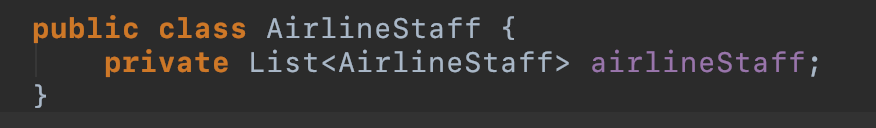 public class AirlineStaff {
    private List<AirlineStaff> airlineStaff;
}